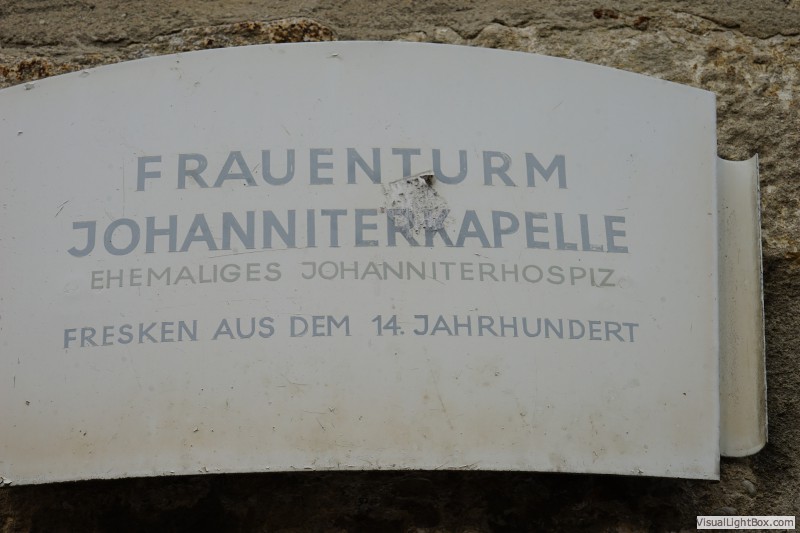 FRAUENTURM
JOHANNITERKAPELLE
EHEMALIGES JOHANNITERHOSPIZ
FRESKEN AUS DEM 14. JAHRHUNDERT
VisualLightBox.com